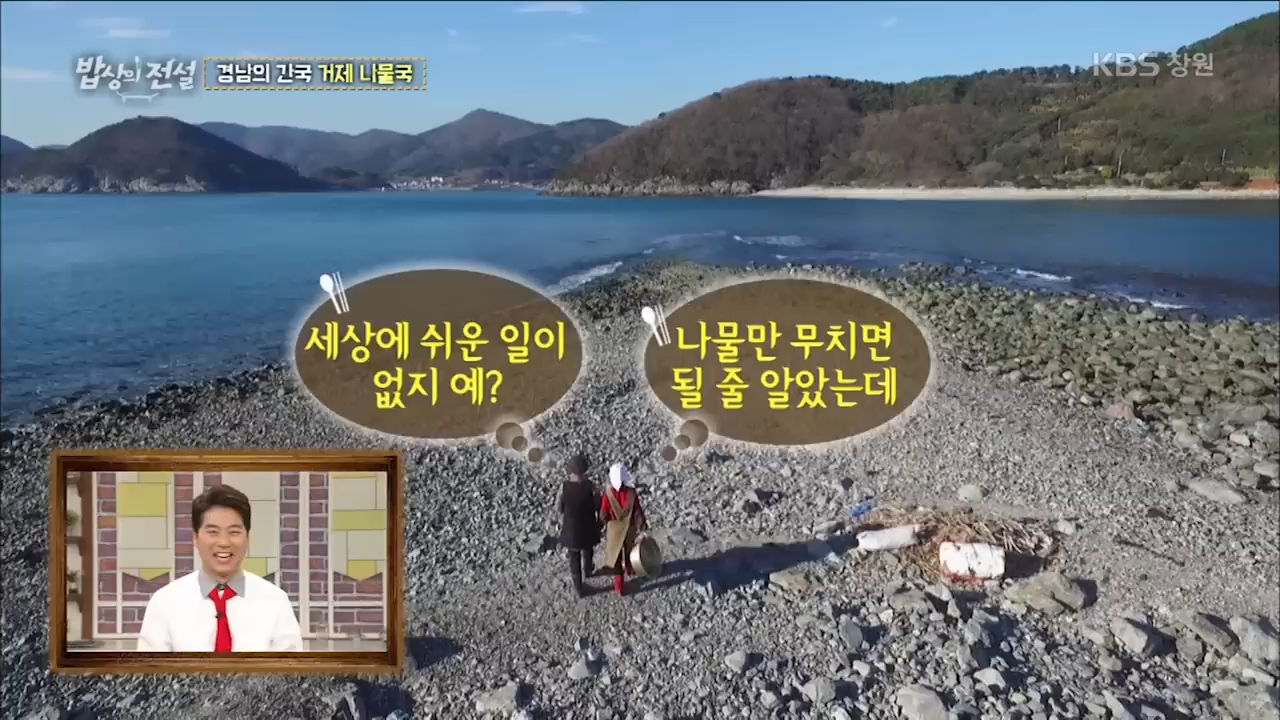 밥상의 전설
경남의 간국 거제 나물국
KBS 창원
세상에 쉬운 일이
없지 예?
나물만 무치면
될 줄 알았는데